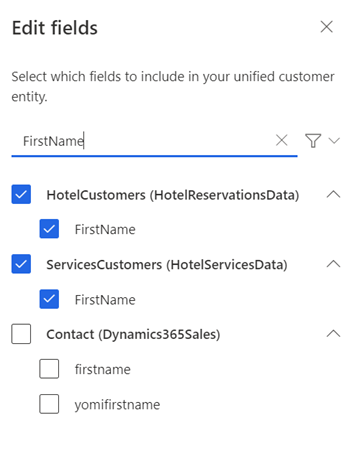 Edit fields
Select which fields to include in your unified customer
entity.
FirstName
HotelCustomers (HotelReservationsData)
FirstName
ServicesCustomers (HotelServicesData)
FirstName
Contact (Dynamics365Sales)
firstname
yomifirstname